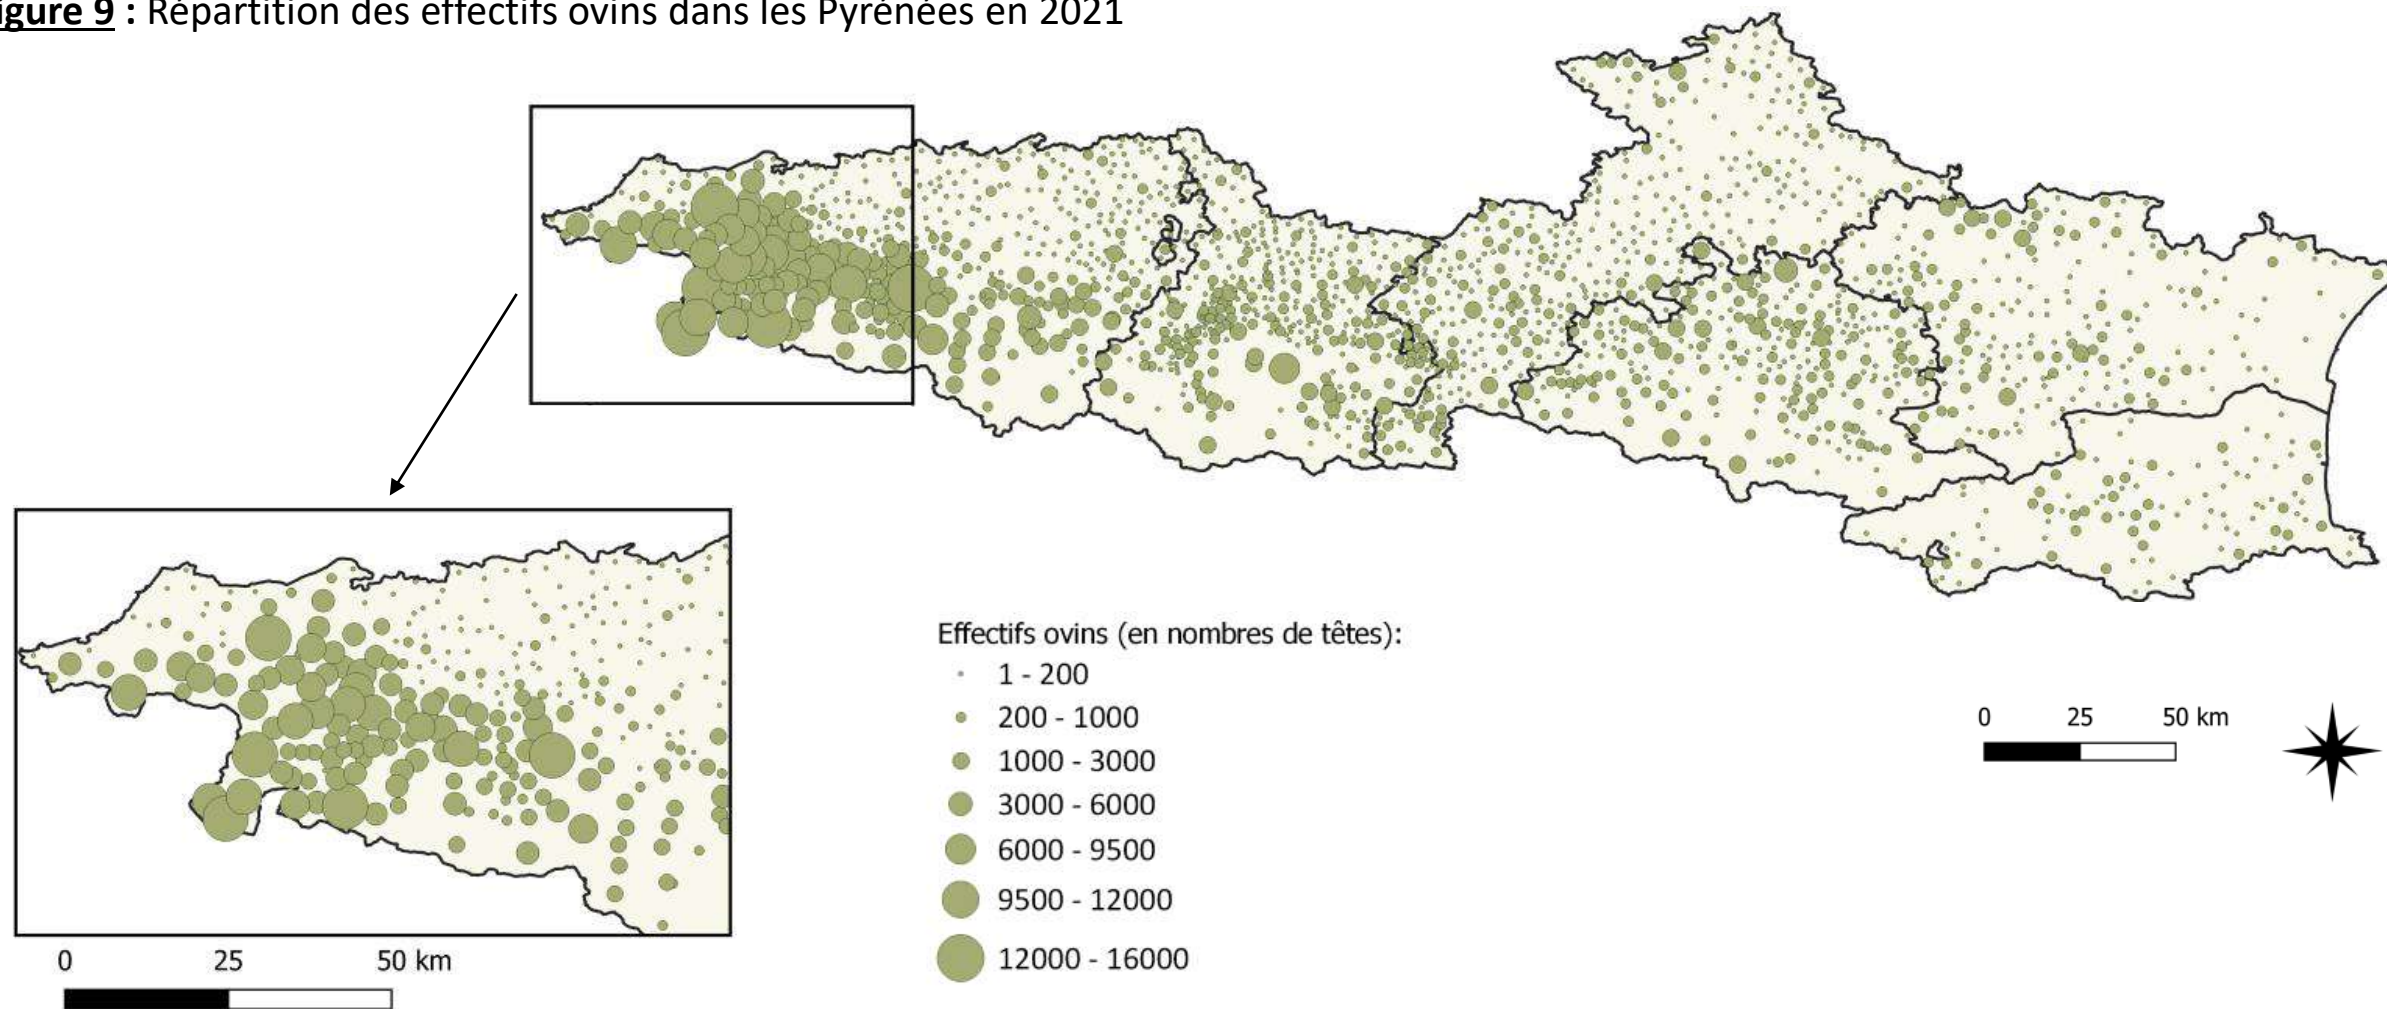 igure 9 : Répartition des effectifs ovins dans les Pyrénées en 2021
Effectifs ovins (en nombres de têtes):
1 - 200
200 - 1000
1000 - 3000
3000 - 6000
6000 - 9500
9500 - 12000
12000 - 16000
0 25 50 km
0 25 50 km